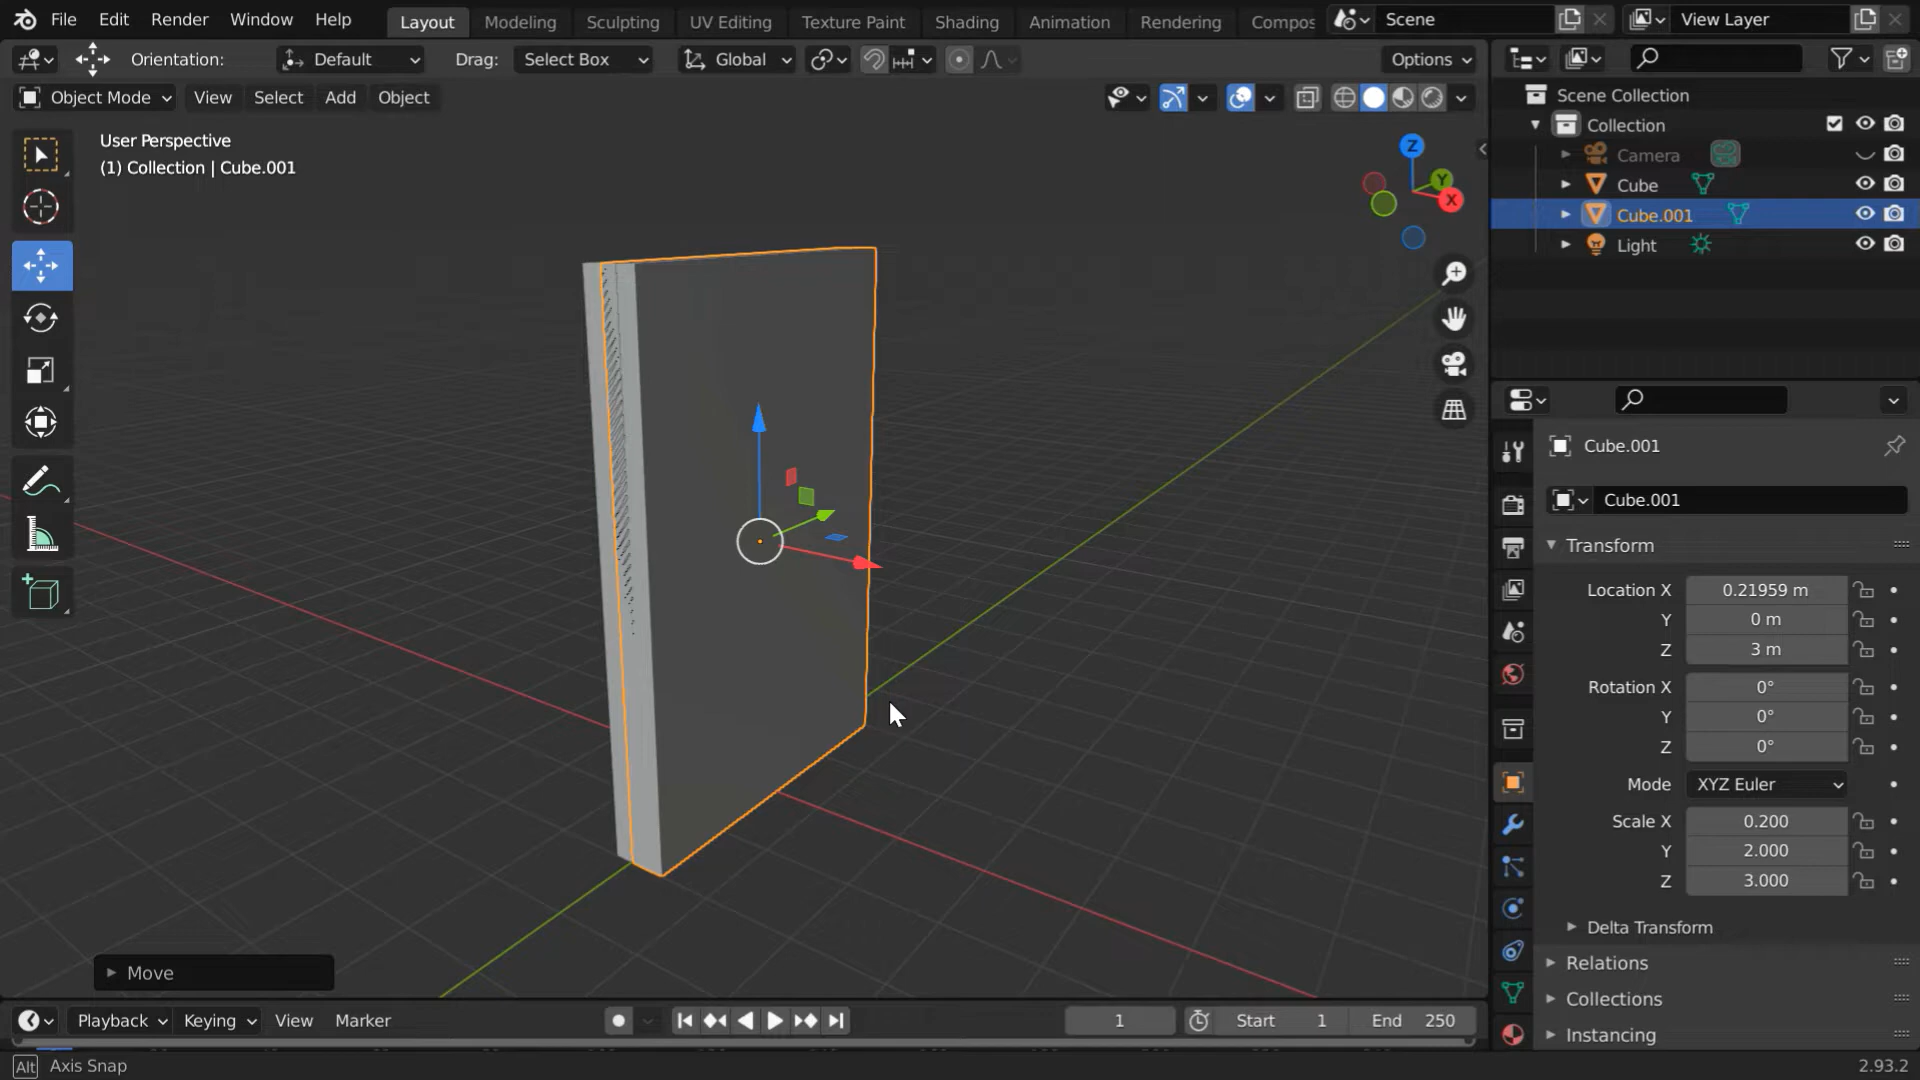 File Edit Render Window Help Layout Modeling Sculpting UV Editing Texture Paint Shading Animation Rendering Compos Scene View Layer
Orientation: Default Drag: Select Box Global Options
Object Mode View Select Add Object
User Perspective
(1) Collection | Cube.001
Z
Y
X
Scene Collection
Collection
Camera
Cube
Cube.001
Light
Cube.001
Cube.001
Transform
Location X 0.21959 m
Y 0 m
Z 3 m
Rotation X 0°
Y 0°
Z 0°
Mode XYZ Euler
Scale X 0.200
Y 2.000
Z 3.000
Delta Transform
Relations
Collections
Instancing
Move
Playback Keying View Marker 1 Start 1 End 250
Alt Axis Snap 2.93.2